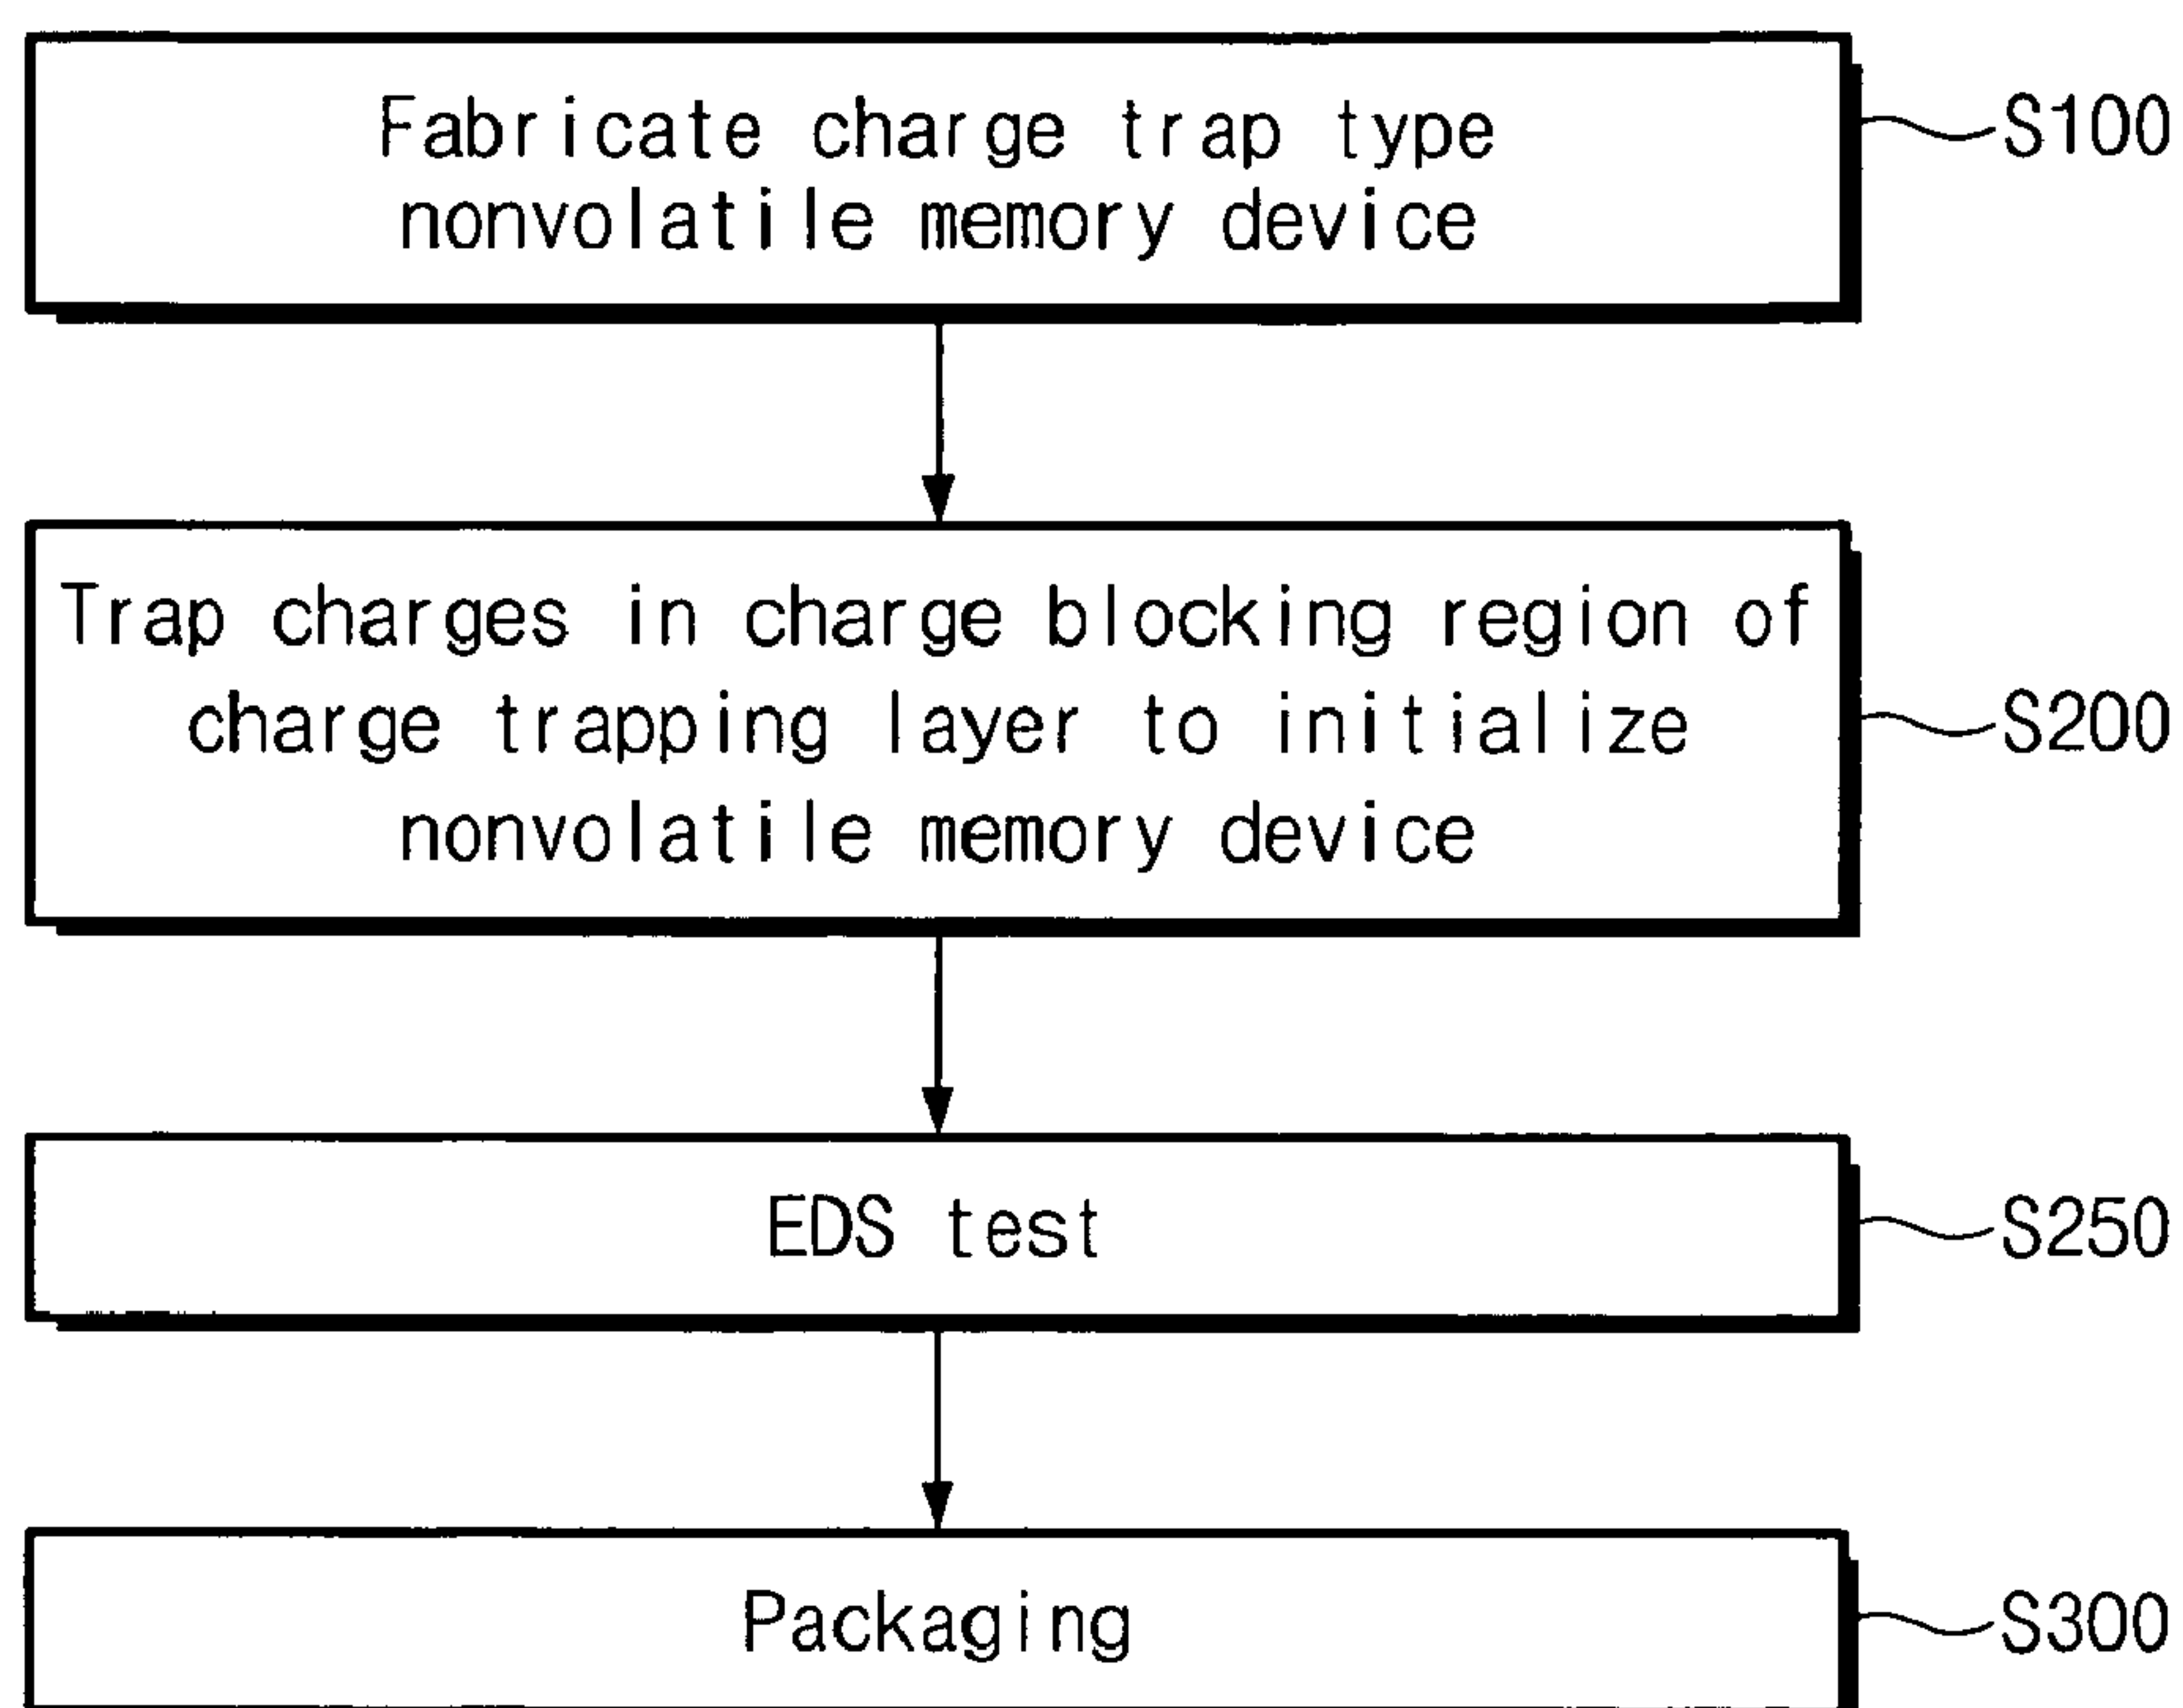 Fabricate charge trap type
nonvolatile memory device
S100
Trap charges in charge blocking region of
charge trapping layer to initialize
nonvolatile memory device
S200
EDS test
S250
Packaging
S300